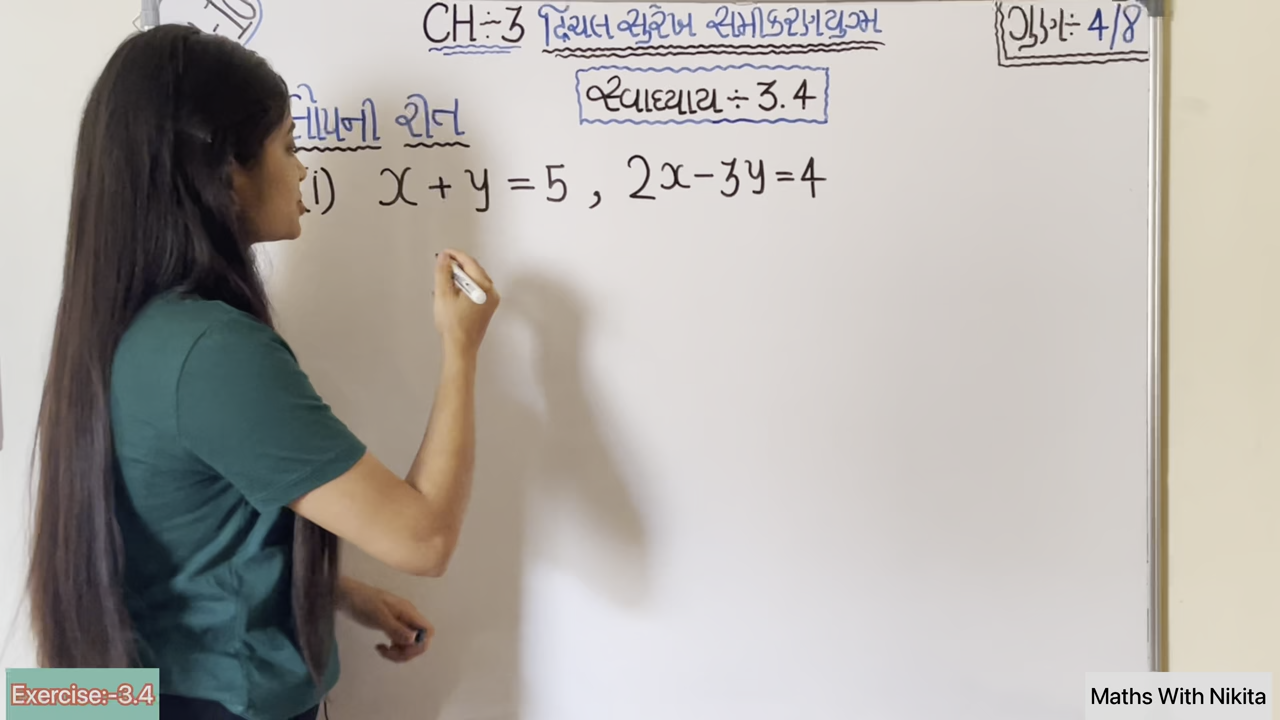 CH÷3 દ્વિચલ સુરેખ સમીકરણયુગ્મ
ગુણ÷ 4/8
સ્વાધ્યાય ÷ 3.4
લોપની રીત
(i) x + y = 5 , 2x - 3y = 4
Exercise:-3.4
Maths With Nikita